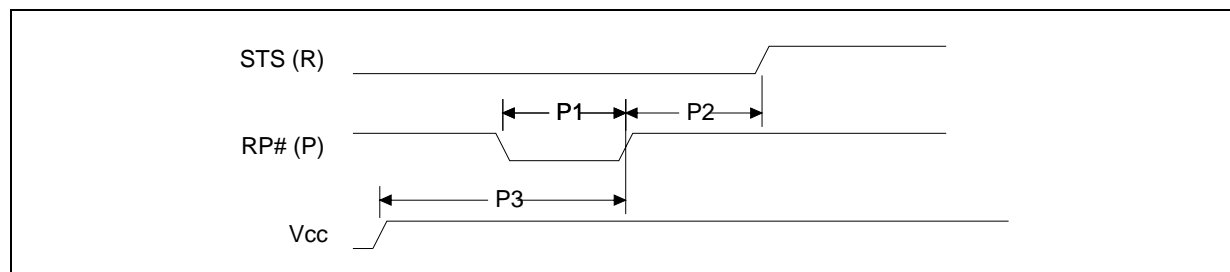 STS (R)
P1
P2
RP# (P)
P3
Vcc